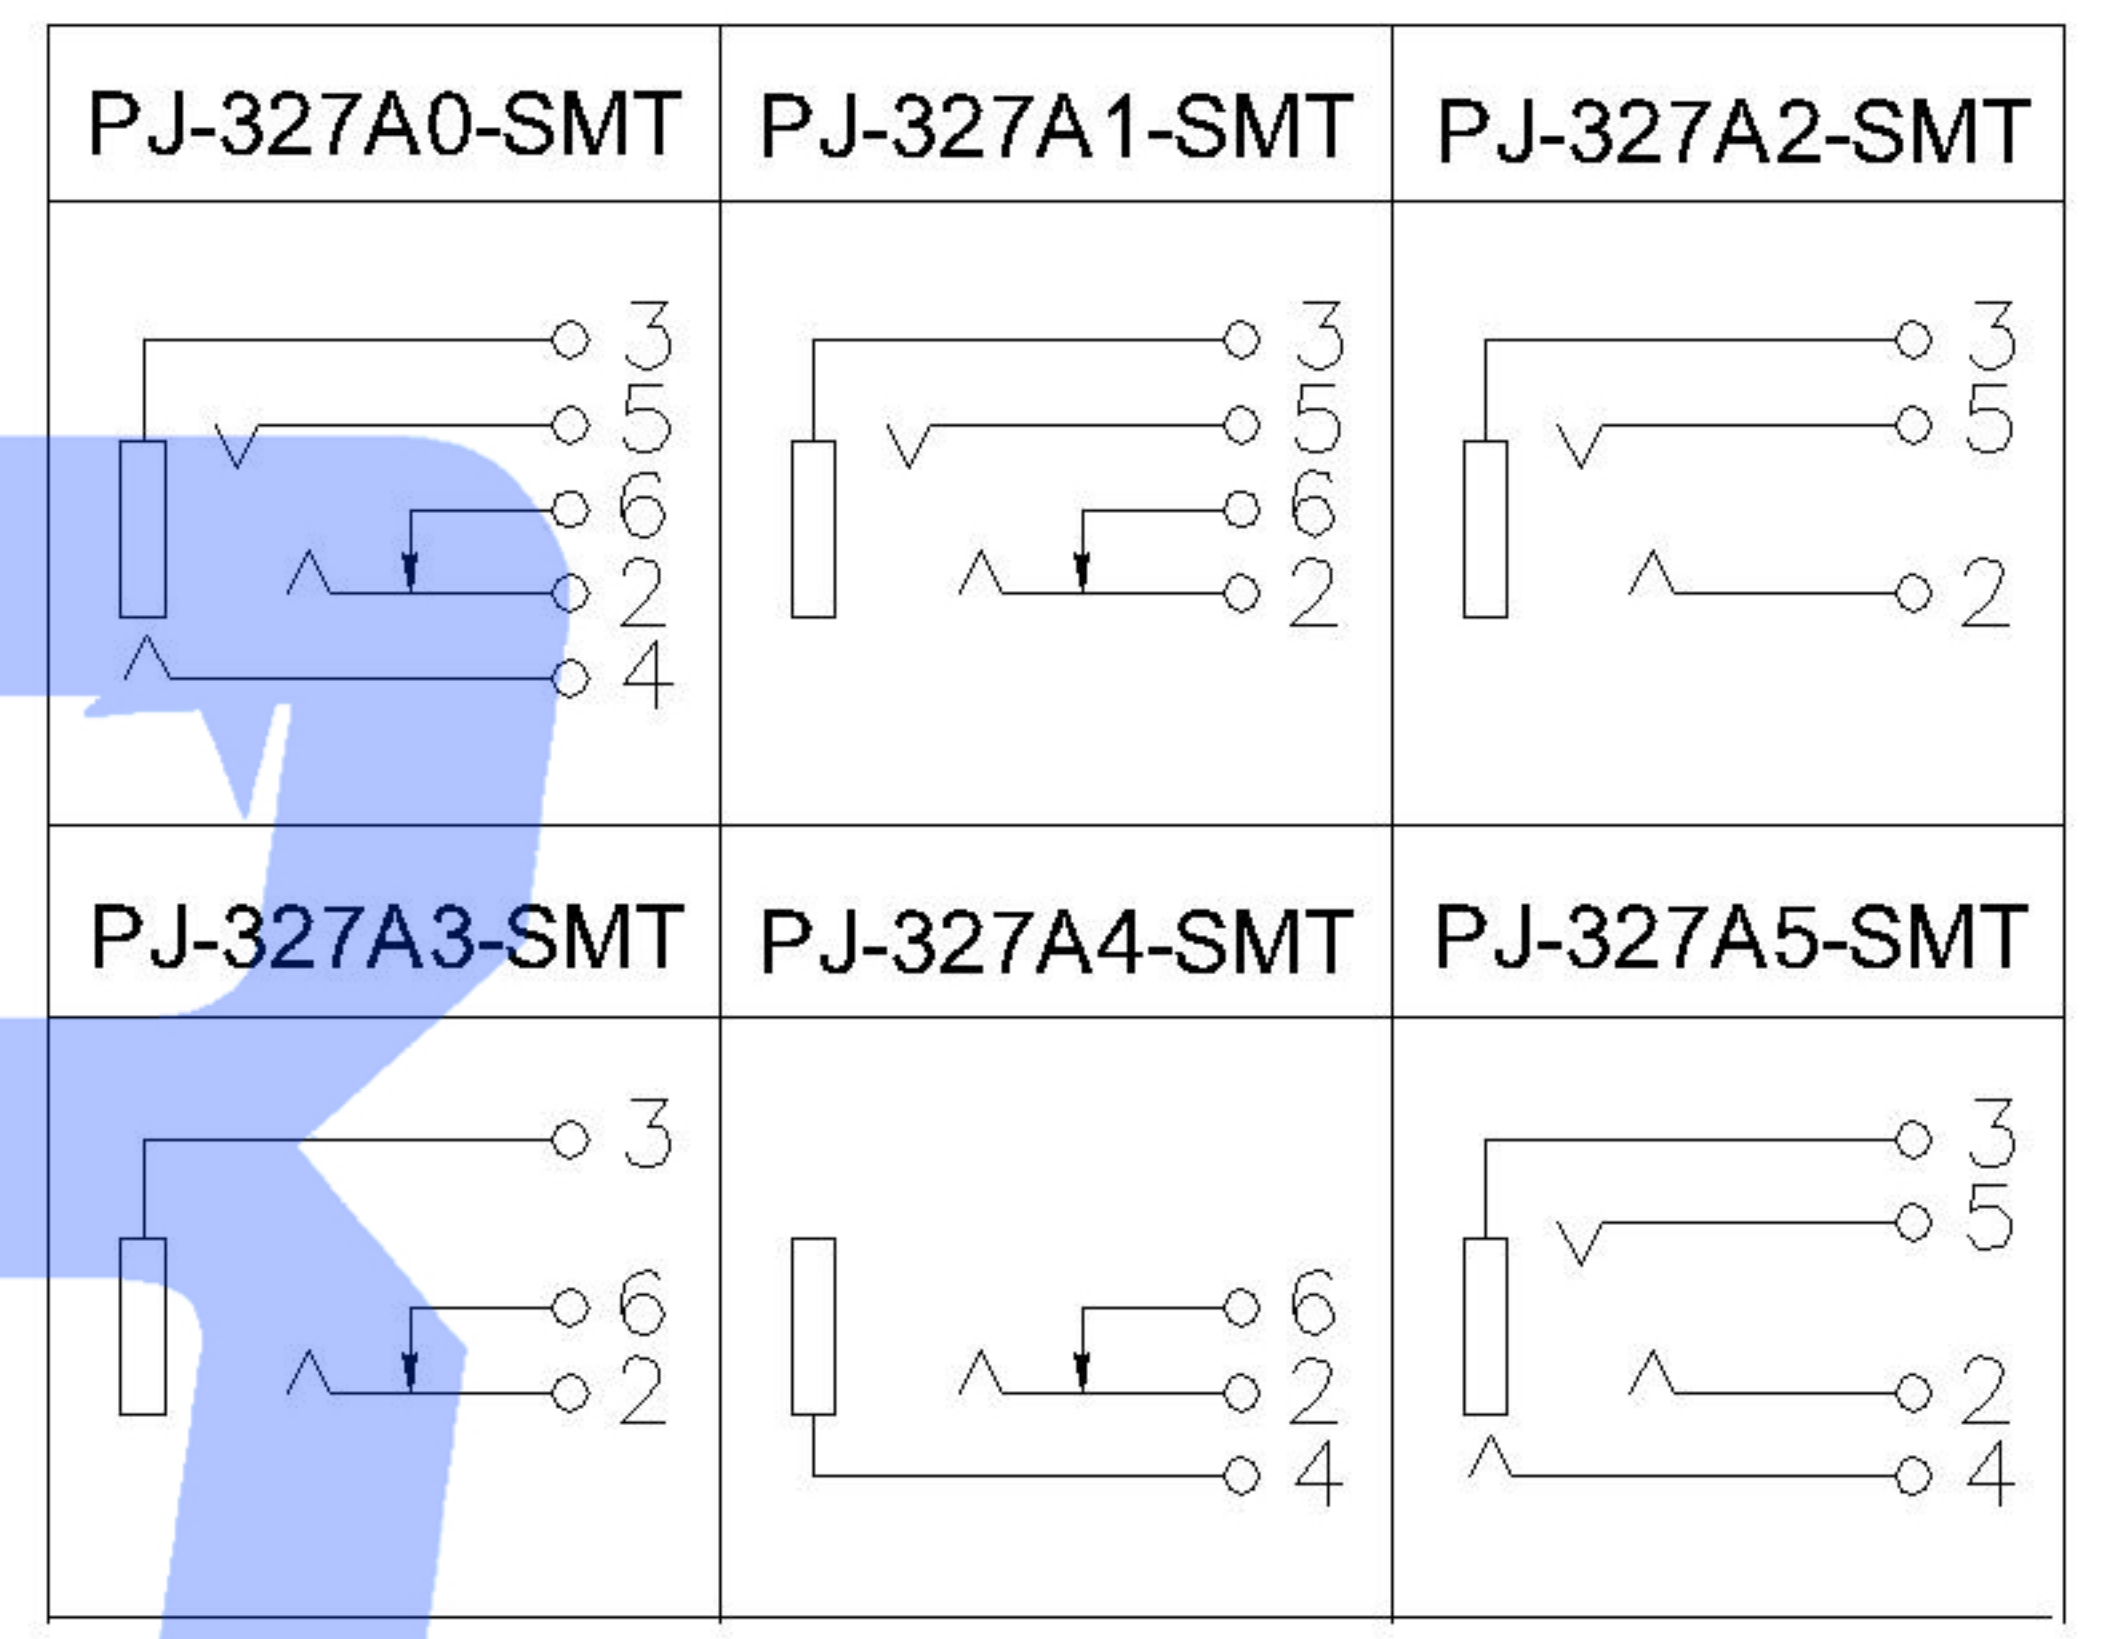 PJ-327A0-SMT PJ-327A1-SMT PJ-327A2-SMT
3 3 3
5 5 5
6 6
2 2 2
4
PJ-327A3-SMT PJ-327A4-SMT PJ-327A5-SMT
3 3
5
6 6
2 2 2
4 4